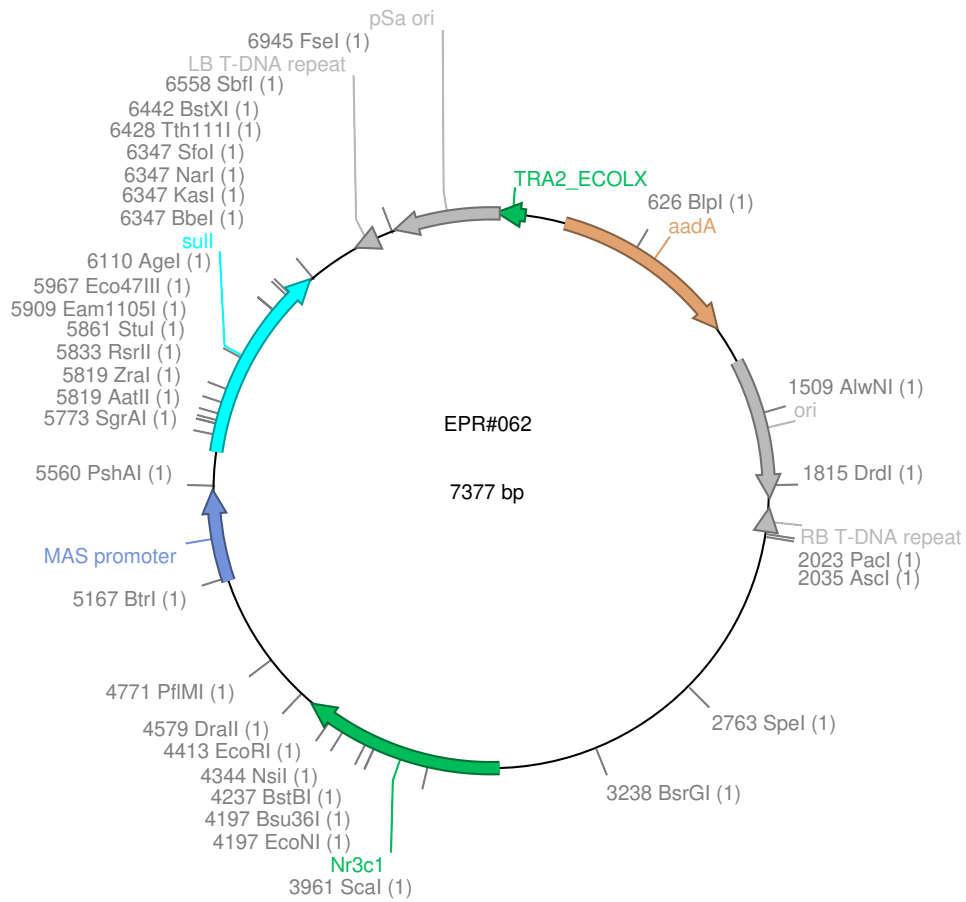 pSa ori
6945 FseI (1)
LB T-DNA repeat
6558 SbfI (1)
6442 BstXI (1)
6428 Tth111I (1)
6347 SfoI (1)
6347 NarI (1)
6347 KasI (1)
6347 BbeI (1)
sulI
6110 AgeI (1)
5967 Eco47III (1)
5909 Eam1105I (1)
5861 StuI (1)
5833 RsrII (1)
5819 ZraI (1)
5819 AatII (1)
5773 SgrAI (1)
5560 PshAI (1)
MAS promoter
5167 BtrI (1)
4771 PflMI (1)
4579 DraII (1)
4413 EcoRI (1)
4344 NsiI (1)
4237 BstBI (1)
4197 Bsu36I (1)
4197 EcoNI (1)
Nr3c1
3961 ScaI (1)
TRA2_ECOLX
626 BlpI (1)
aadA
1509 AlwNI (1)
ori
1815 DrdI (1)
RB T-DNA repeat
2023 PacI (1)
2035 AscI (1)
2763 SpeI (1)
3238 BsrGI (1)
EPR#062
7377 bp